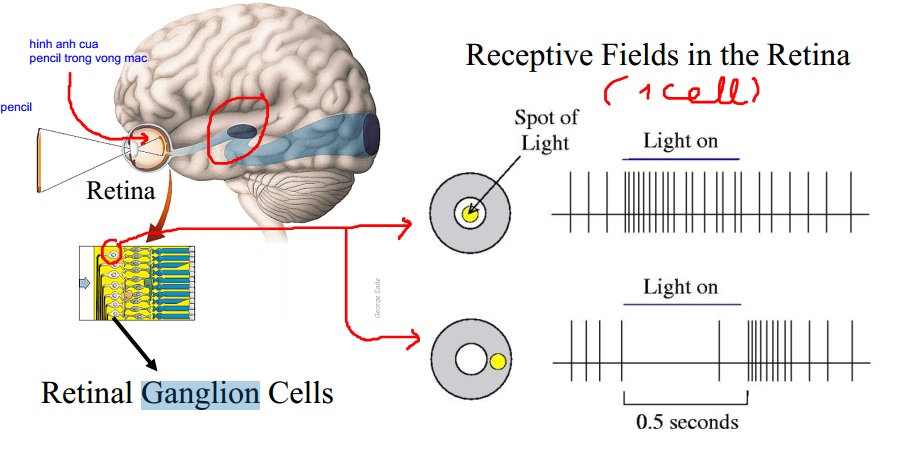 hinh anh cua
pencil trong vong mac
pencil
Retina
Retinal Ganglion Cells
George Eade
Receptive Fields in the Retina
(1 cell)
Spot of
Light
Light on
Light on
0.5 seconds